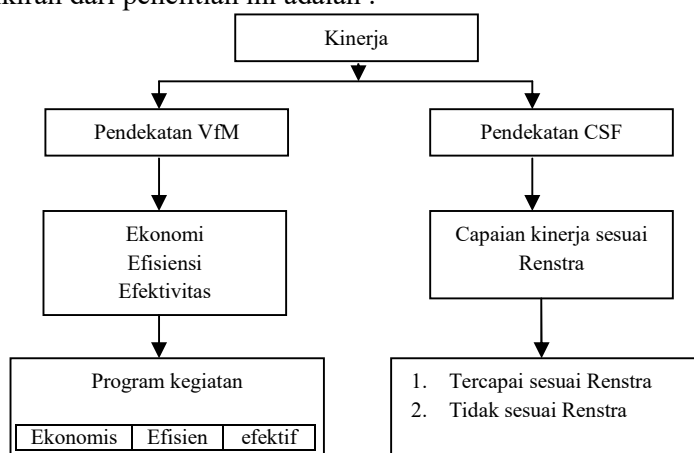 dari penelitian ini adalah :
Kinerja
Pendekatan VfM
Pendekatan CSF
Ekonomi
Efisiensi
Efektivitas
Capaian kinerja sesuai
Renstra
Program kegiatan
Ekonomis Efisien efektif
1. Tercapai sesuai Renstra
2. Tidak sesuai Renstra